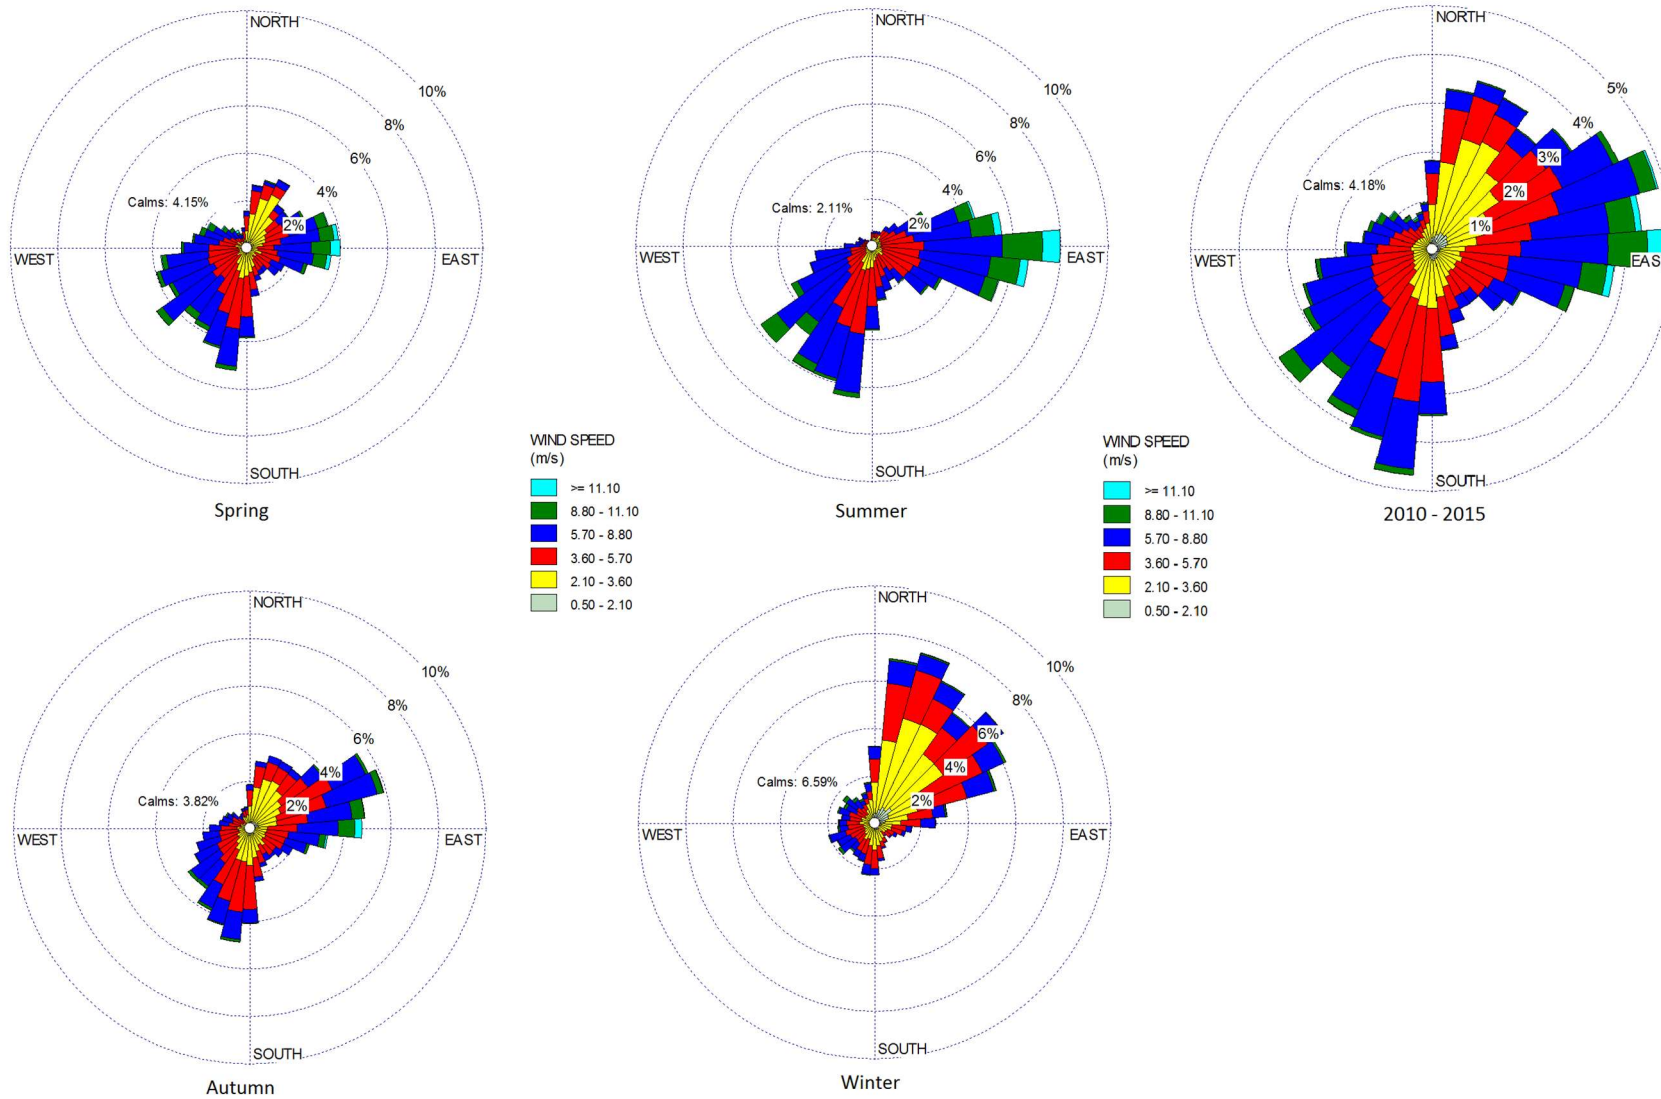 NORTH
10%
8%
6%
4%
2%
Calms: 4.15%
WEST
EAST
SOUTH
Spring
WIND SPEED
(m/s)
>= 11.10
8.80 - 11.10
5.70 - 8.80
3.60 - 5.70
2.10 - 3.60
0.50 - 2.10
NORTH
10%
8%
6%
4%
2%
Calms: 2.11%
WEST
EAST
SOUTH
Summer
WIND SPEED
(m/s)
>= 11.10
8.80 - 11.10
5.70 - 8.80
3.60 - 5.70
2.10 - 3.60
0.50 - 2.10
NORTH
5%
4%
3%
2%
1%
Calms: 4.18%
WEST
EAS
SOUTH
2010 - 2015
NORTH
10%
8%
6%
4%
2%
Calms: 3.82%
WEST
EAST
SOUTH
Autumn
NORTH
10%
8%
6%
4%
2%
Calms: 6.59%
WEST
EAST
SOUTH
Winter